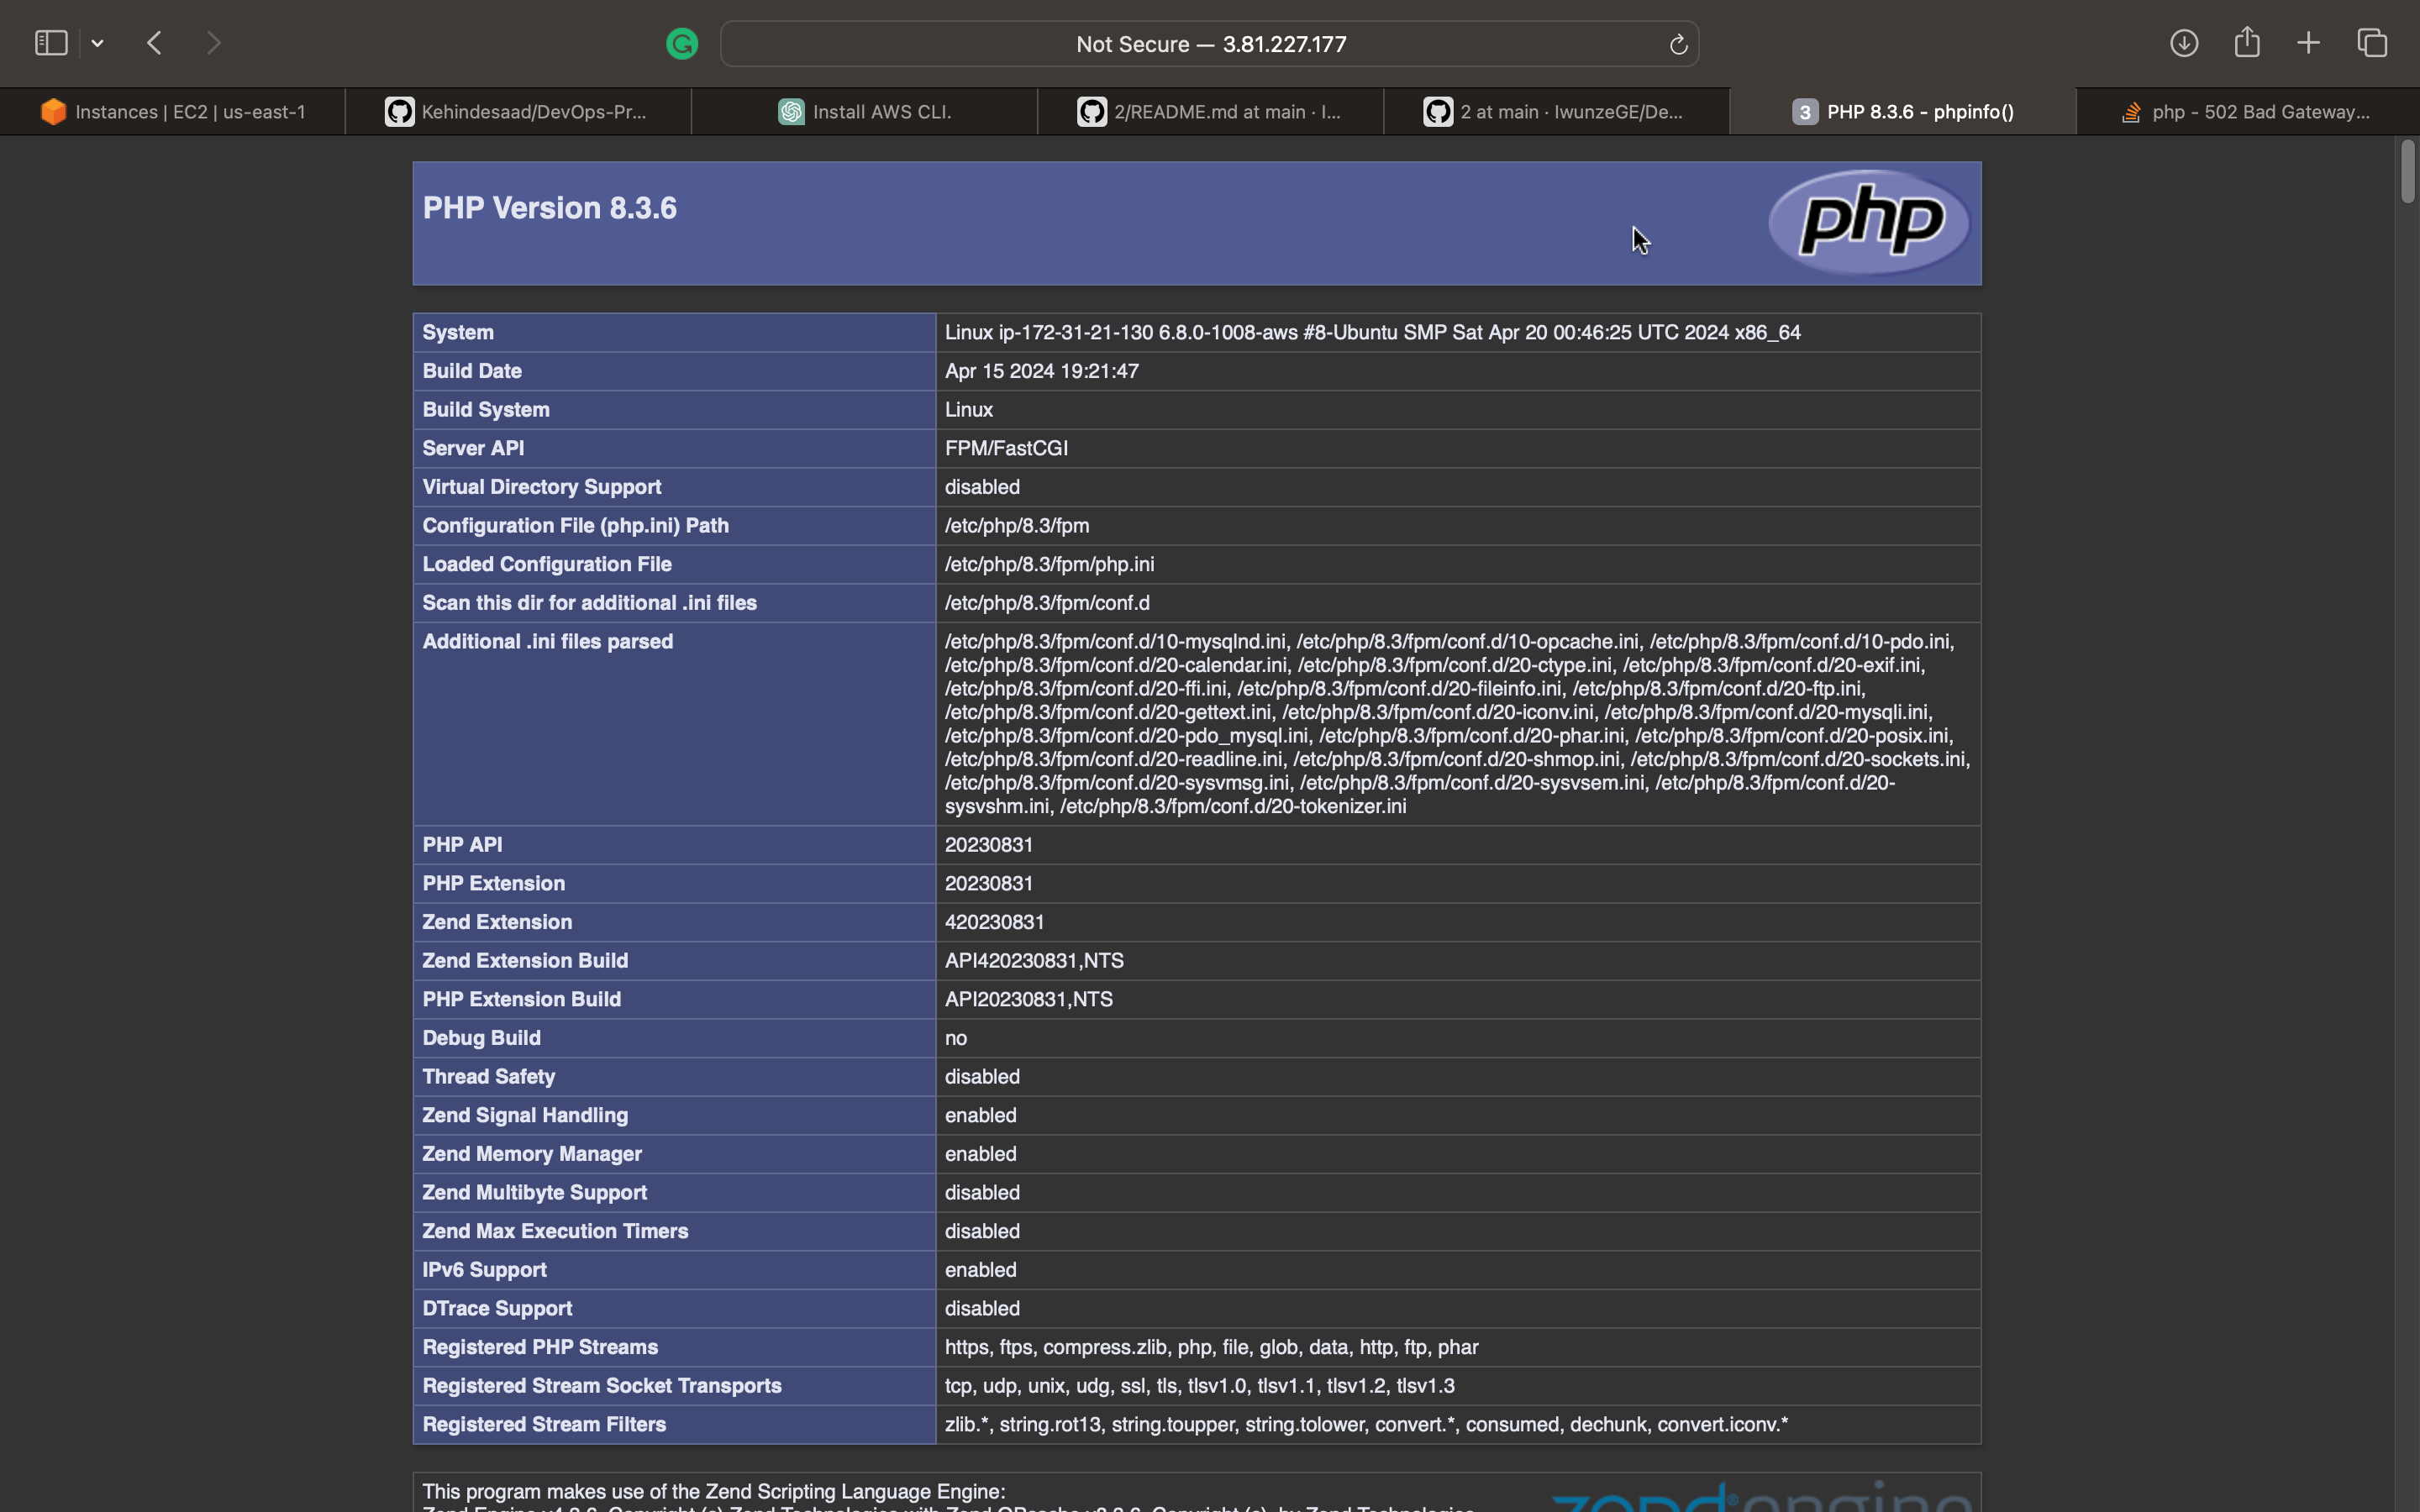 Not Secure — 3.81.227.177
Instances | EC2 | us-east-1
Kehindesaad/DevOps-Pr...
Install AWS CLI.
2/README.md at main · I...
2 at main · IwunzeGE/De...
3 PHP 8.3.6 - phpinfo()
php - 502 Bad Gateway...
PHP Version 8.3.6
php
System Linux ip-172-31-21-130 6.8.0-1008-aws #8-Ubuntu SMP Sat Apr 20 00:46:25 UTC 2024 x86_64
Build Date Apr 15 2024 19:21:47
Build System Linux
Server API FPM/FastCGI
Virtual Directory Support disabled
Configuration File (php.ini) Path /etc/php/8.3/fpm
Loaded Configuration File /etc/php/8.3/fpm/php.ini
Scan this dir for additional .ini files /etc/php/8.3/fpm/conf.d
Additional .ini files parsed /etc/php/8.3/fpm/conf.d/10-mysqlnd.ini, /etc/php/8.3/fpm/conf.d/10-opcache.ini, /etc/php/8.3/fpm/conf.d/10-pdo.ini,
/etc/php/8.3/fpm/conf.d/20-calendar.ini, /etc/php/8.3/fpm/conf.d/20-ctype.ini, /etc/php/8.3/fpm/conf.d/20-exif.ini,
/etc/php/8.3/fpm/conf.d/20-ffi.ini, /etc/php/8.3/fpm/conf.d/20-fileinfo.ini, /etc/php/8.3/fpm/conf.d/20-ftp.ini,
/etc/php/8.3/fpm/conf.d/20-gettext.ini, /etc/php/8.3/fpm/conf.d/20-iconv.ini, /etc/php/8.3/fpm/conf.d/20-mysqli.ini,
/etc/php/8.3/fpm/conf.d/20-pdo_mysql.ini, /etc/php/8.3/fpm/conf.d/20-phar.ini, /etc/php/8.3/fpm/conf.d/20-posix.ini,
/etc/php/8.3/fpm/conf.d/20-readline.ini, /etc/php/8.3/fpm/conf.d/20-shmop.ini, /etc/php/8.3/fpm/conf.d/20-sockets.ini,
/etc/php/8.3/fpm/conf.d/20-sysvmsg.ini, /etc/php/8.3/fpm/conf.d/20-sysvsem.ini, /etc/php/8.3/fpm/conf.d/20-
sysvshm.ini, /etc/php/8.3/fpm/conf.d/20-tokenizer.ini
PHP API 20230831
PHP Extension 20230831
Zend Extension 420230831
Zend Extension Build API420230831,NTS
PHP Extension Build API20230831,NTS
Debug Build no
Thread Safety disabled
Zend Signal Handling enabled
Zend Memory Manager enabled
Zend Multibyte Support disabled
Zend Max Execution Timers disabled
IPv6 Support enabled
DTrace Support disabled
Registered PHP Streams https, ftps, compress.zlib, php, file, glob, data, http, ftp, phar
Registered Stream Socket Transports tcp, udp, unix, udg, ssl, tls, tlsv1.0, tlsv1.1, tlsv1.2, tlsv1.3
Registered Stream Filters zlib.*, string.rot13, string.toupper, string.tolower, convert.*, consumed, dechunk, convert.iconv.*
This program makes use of the Zend Scripting Language Engine:
zend engine